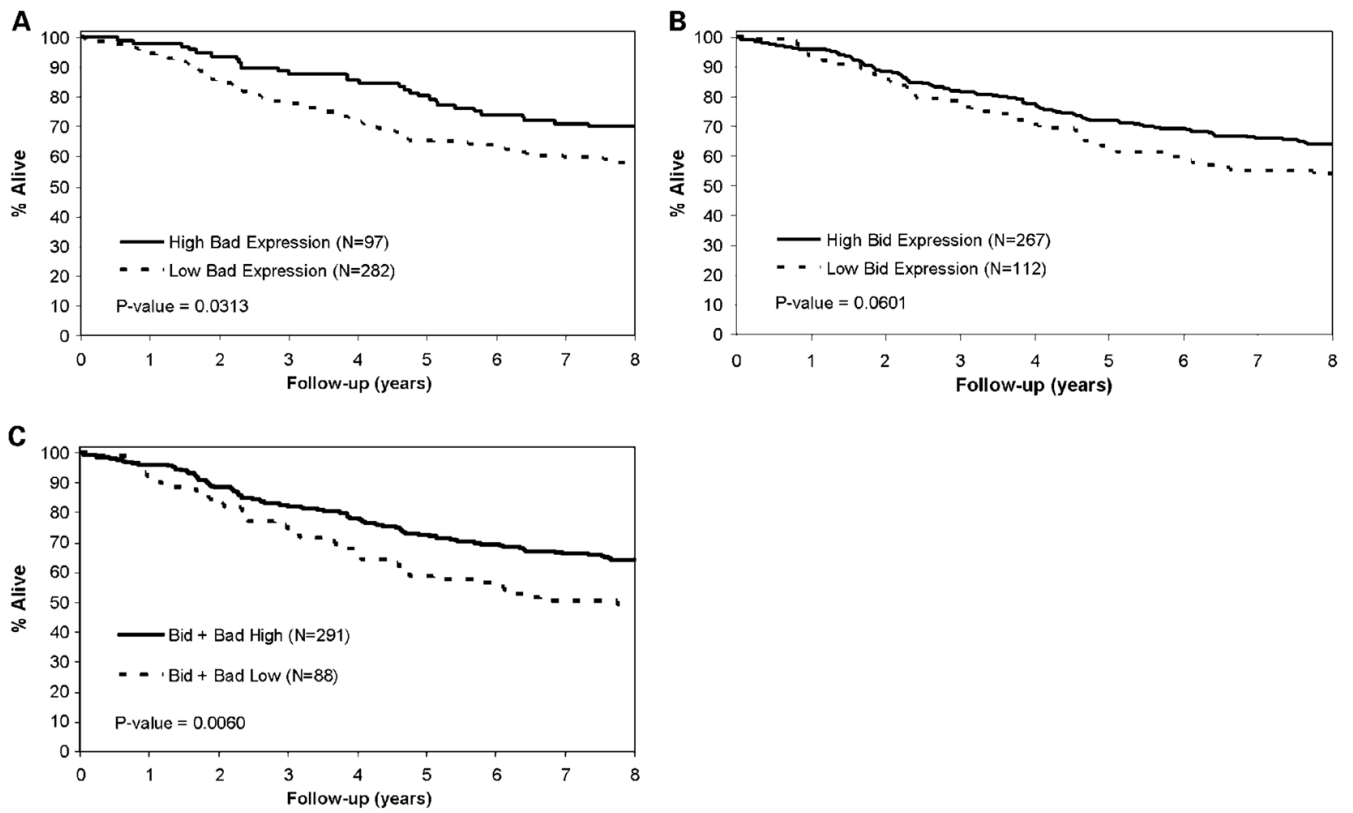 A
100
90
80
70
60
50
40
30
20
10
0
% Alive
High Bad Expression (N=97)
Low Bad Expression (N=282)
P-value = 0.0313
0 1 2 3 4 5 6 7 8
Follow-up (years)
B
100
90
80
70
60
50
40
30
20
10
0
% Alive
High Bid Expression (N=267)
Low Bid Expression (N=112)
P-value = 0.0601
0 1 2 3 4 5 6 7 8
Follow-up (years)
C
100
90
80
70
60
50
40
30
20
10
0
% Alive
Bid + Bad High (N=291)
Bid + Bad Low (N=88)
P-value = 0.0060
0 1 2 3 4 5 6 7 8
Follow-up (years)